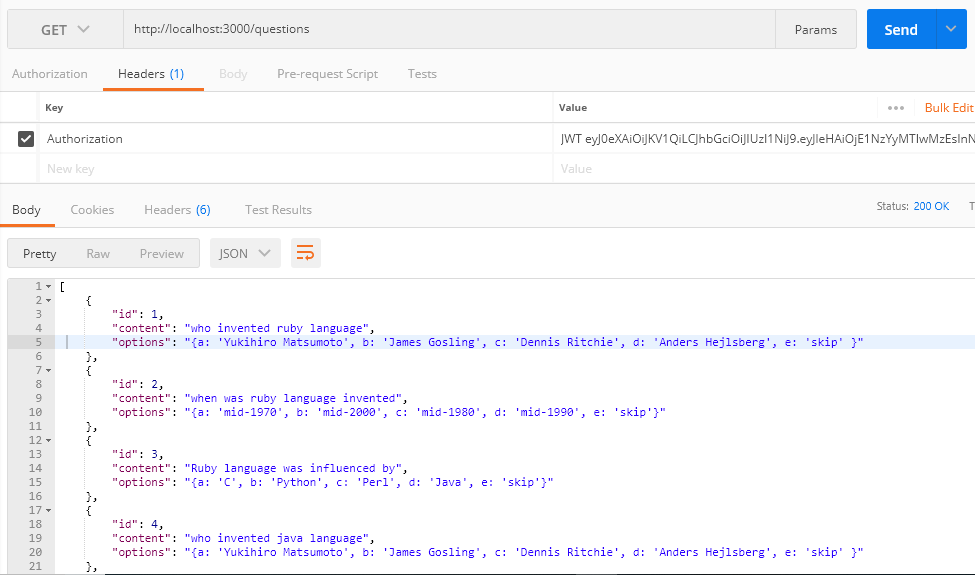 GET http://localhost:3000/questions Params Send
Authorization Headers (1) Body Pre-request Script Tests
Key Value ••• Bulk Edit
Authorization JWT eyJ0eXAiOiJKV1QiLCJhbGciOiJIUzI1NiJ9.eyJleHAiOjE1NzYyMTIwMzEsInN
New key Value
Body Cookies Headers (6) Test Results Status: 200 OK T
Pretty Raw Preview JSON
1 [
2 {
3 "id": 1,
4 "content": "who invented ruby language",
5 "options": "{a: 'Yukihiro Matsumoto', b: 'James Gosling', c: 'Dennis Ritchie', d: 'Anders Hejlsberg', e: 'skip' }"
6 },
7 {
8 "id": 2,
9 "content": "when was ruby language invented",
10 "options": "{a: 'mid-1970', b: 'mid-2000', c: 'mid-1980', d: 'mid-1990', e: 'skip'}"
11 },
12 {
13 "id": 3,
14 "content": "Ruby language was influenced by",
15 "options": "{a: 'C', b: 'Python', c: 'Perl', d: 'Java', e: 'skip'}"
16 },
17 {
18 "id": 4,
19 "content": "who invented java language",
20 "options": "{a: 'Yukihiro Matsumoto', b: 'James Gosling', c: 'Dennis Ritchie', d: 'Anders Hejlsberg', e: 'skip' }"
21 },